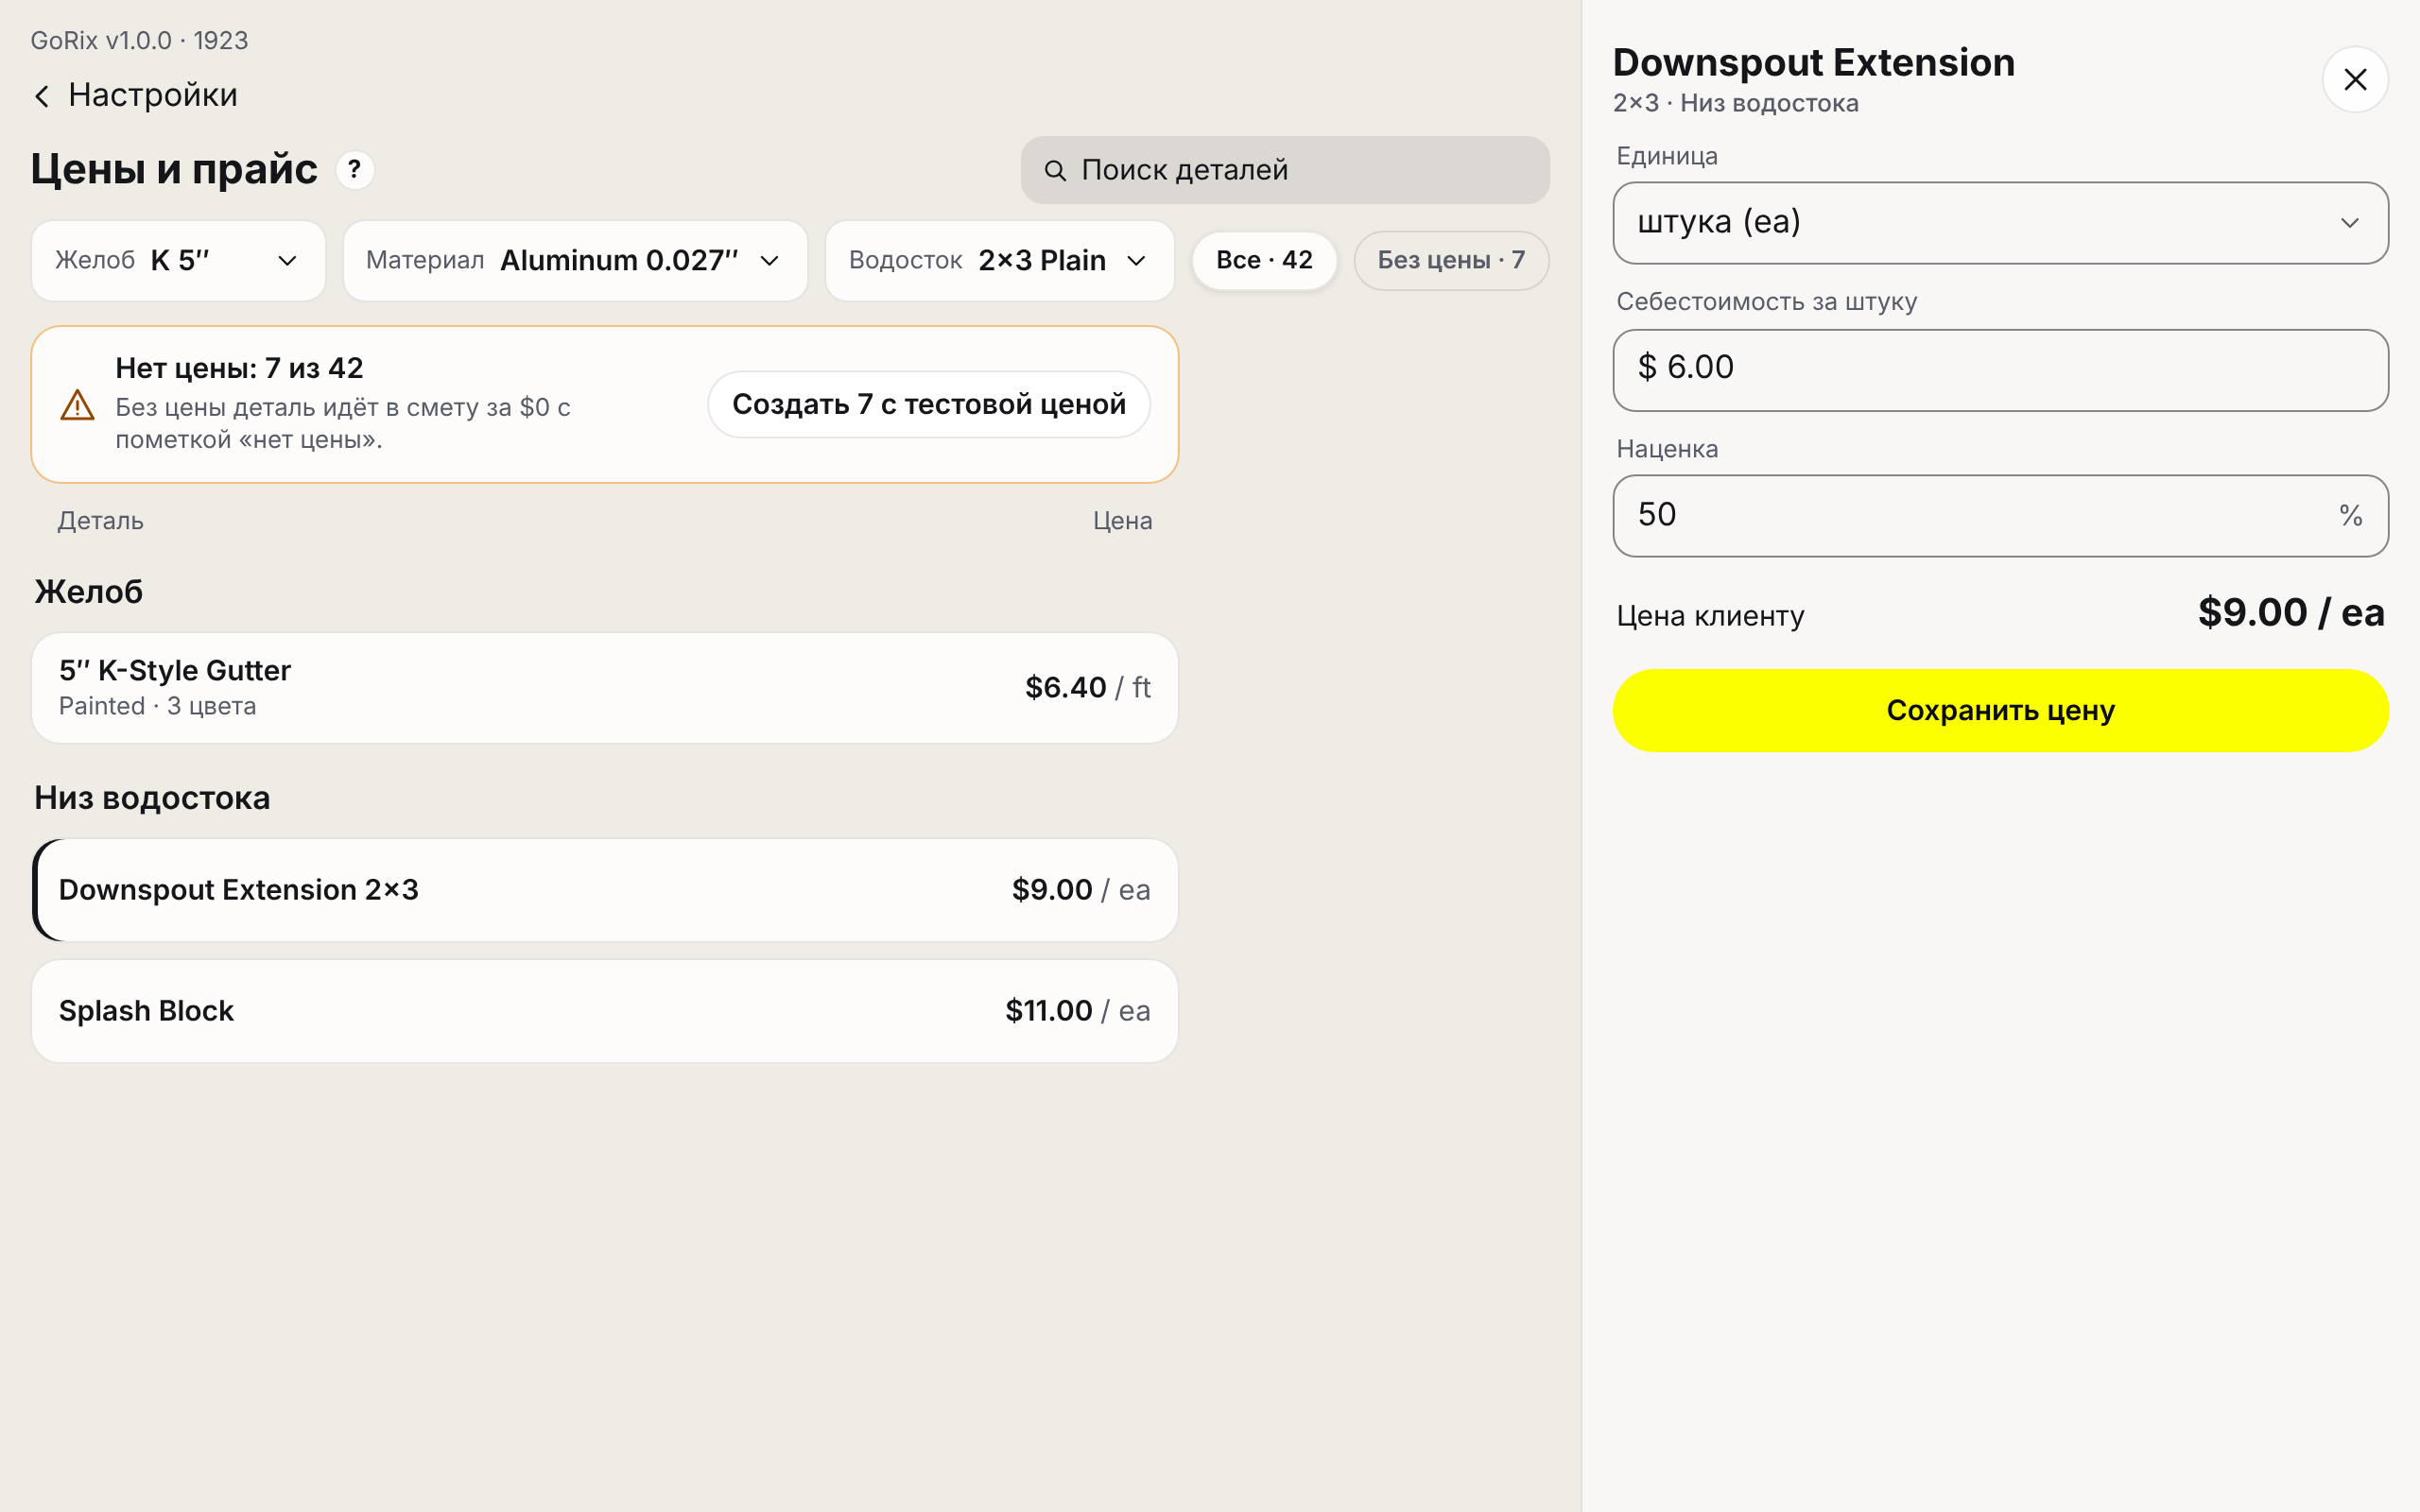 GoRix v1.0.0 · 1923
Настройки
Цены и прайс ?
Поиск деталей
Желоб K 5″
Материал Aluminum 0.027″
Водосток 2×3 Plain
Все · 42
Без цены · 7
Нет цены: 7 из 42
Без цены деталь идёт в смету за $0 с
пометкой «нет цены».
Создать 7 с тестовой ценой
Деталь
Цена
Желоб
5″ K-Style Gutter
Painted · 3 цвета
$6.40 / ft
Низ водостока
Downspout Extension 2×3
$9.00 / ea
Splash Block
$11.00 / ea
Downspout Extension
2×3 · Низ водостока
Единица
штука (ea)
Себестоимость за штуку
$ 6.00
Наценка
50 %
Цена клиенту
$9.00 / ea
Сохранить цену